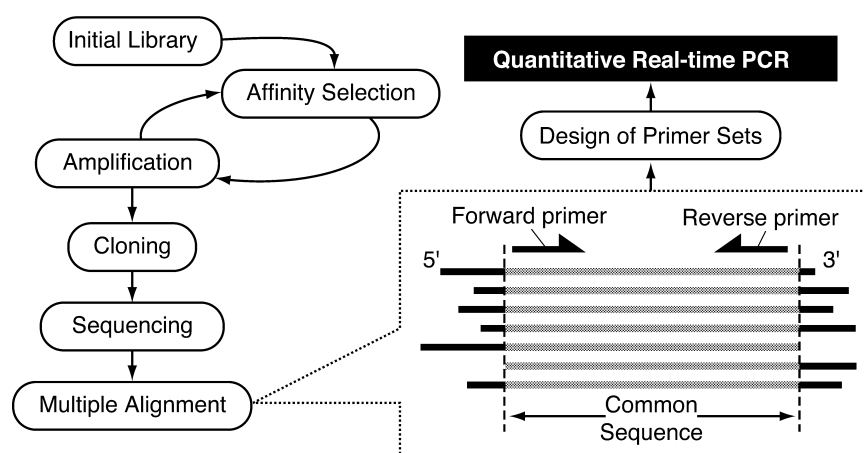 Initial Library
Affinity Selection
Amplification
Cloning
Sequencing
Multiple Alignment
Quantitative Real-time PCR
Design of Primer Sets
Forward primer
Reverse primer
5'
3'
Common
Sequence